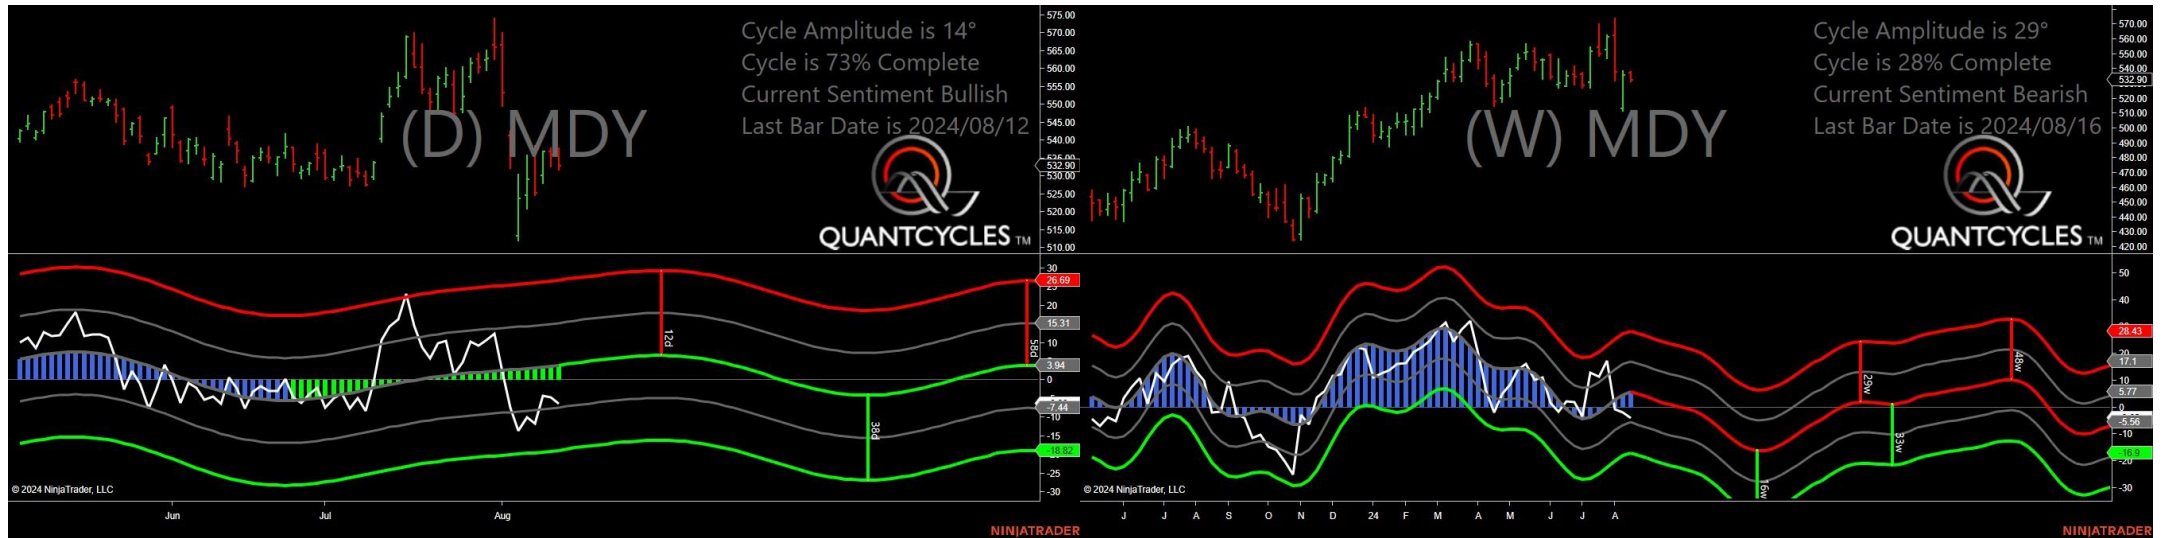 Cycle Amplitude is 14°
Cycle is 73% Complete
Current Sentiment Bullish
Last Bar Date is 2024/08/12
(D) MDY
QUANTCYCLES TM
575.00
570.00
565.00
560.00
555.00
550.00
545.00
540.00
535.00
532.90
530.00
525.00
520.00
515.00
510.00
30
26.69
20
15.31
10
3.94
0
-7.44
-10
-15
-18.82
-25
-30
12d
38d
58d
© 2024 NinjaTrader, LLC
Jun Jul Aug
NINJATRADER
Cycle Amplitude is 29°
Cycle is 28% Complete
Current Sentiment Bearish
Last Bar Date is 2024/08/16
(W) MDY
QUANTCYCLES TM
570.00
560.00
550.00
540.00
532.90
520.00
510.00
500.00
490.00
480.00
470.00
460.00
450.00
440.00
430.00
420.00
50
40
28.43
20
17.1
10
5.77
0
-5.56
-10
-16.9
-20
-30
16w
29w
33w
48w
© 2024 NinjaTrader, LLC
J J A S O N D 24 F M A M J J A
NINJATRADER